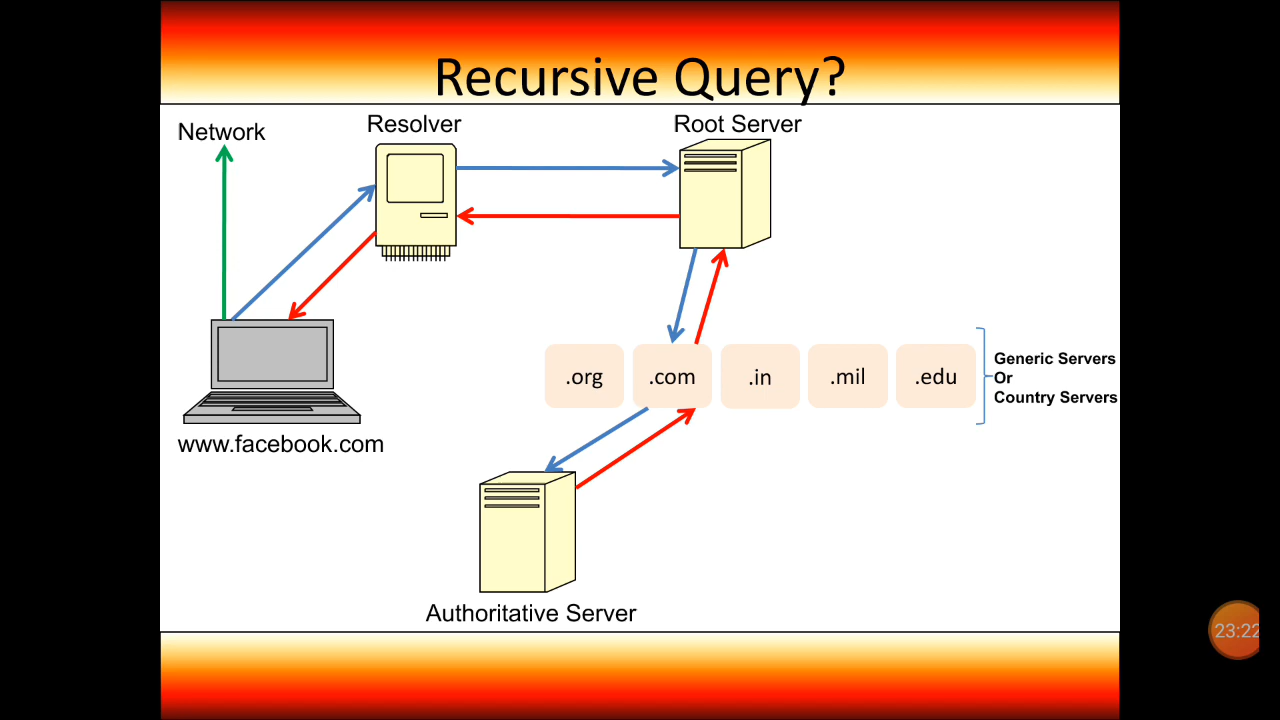 Recursive Query?
Network
Resolver
Root Server
.org
.com
.in
.mil
.edu
Generic Servers
Or
Country Servers
www.facebook.com
Authoritative Server
23:22